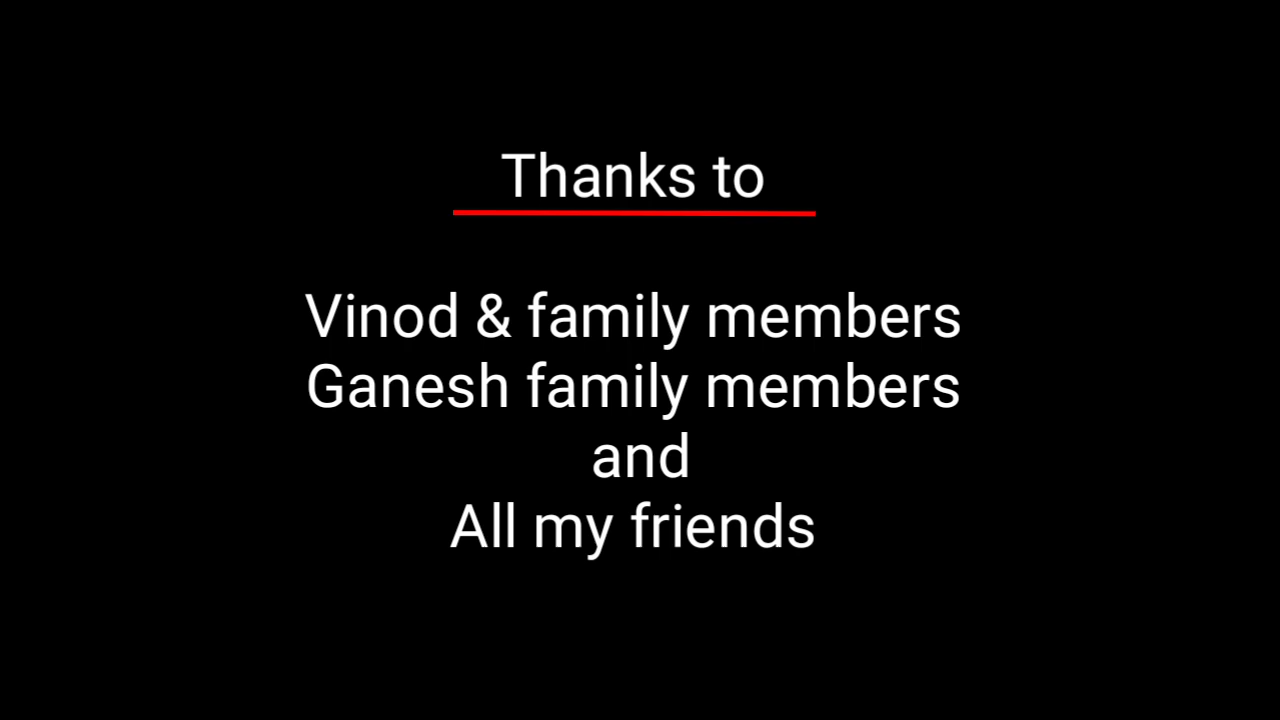 Thanks to
Vinod & family members
Ganesh family members
and
All my friends